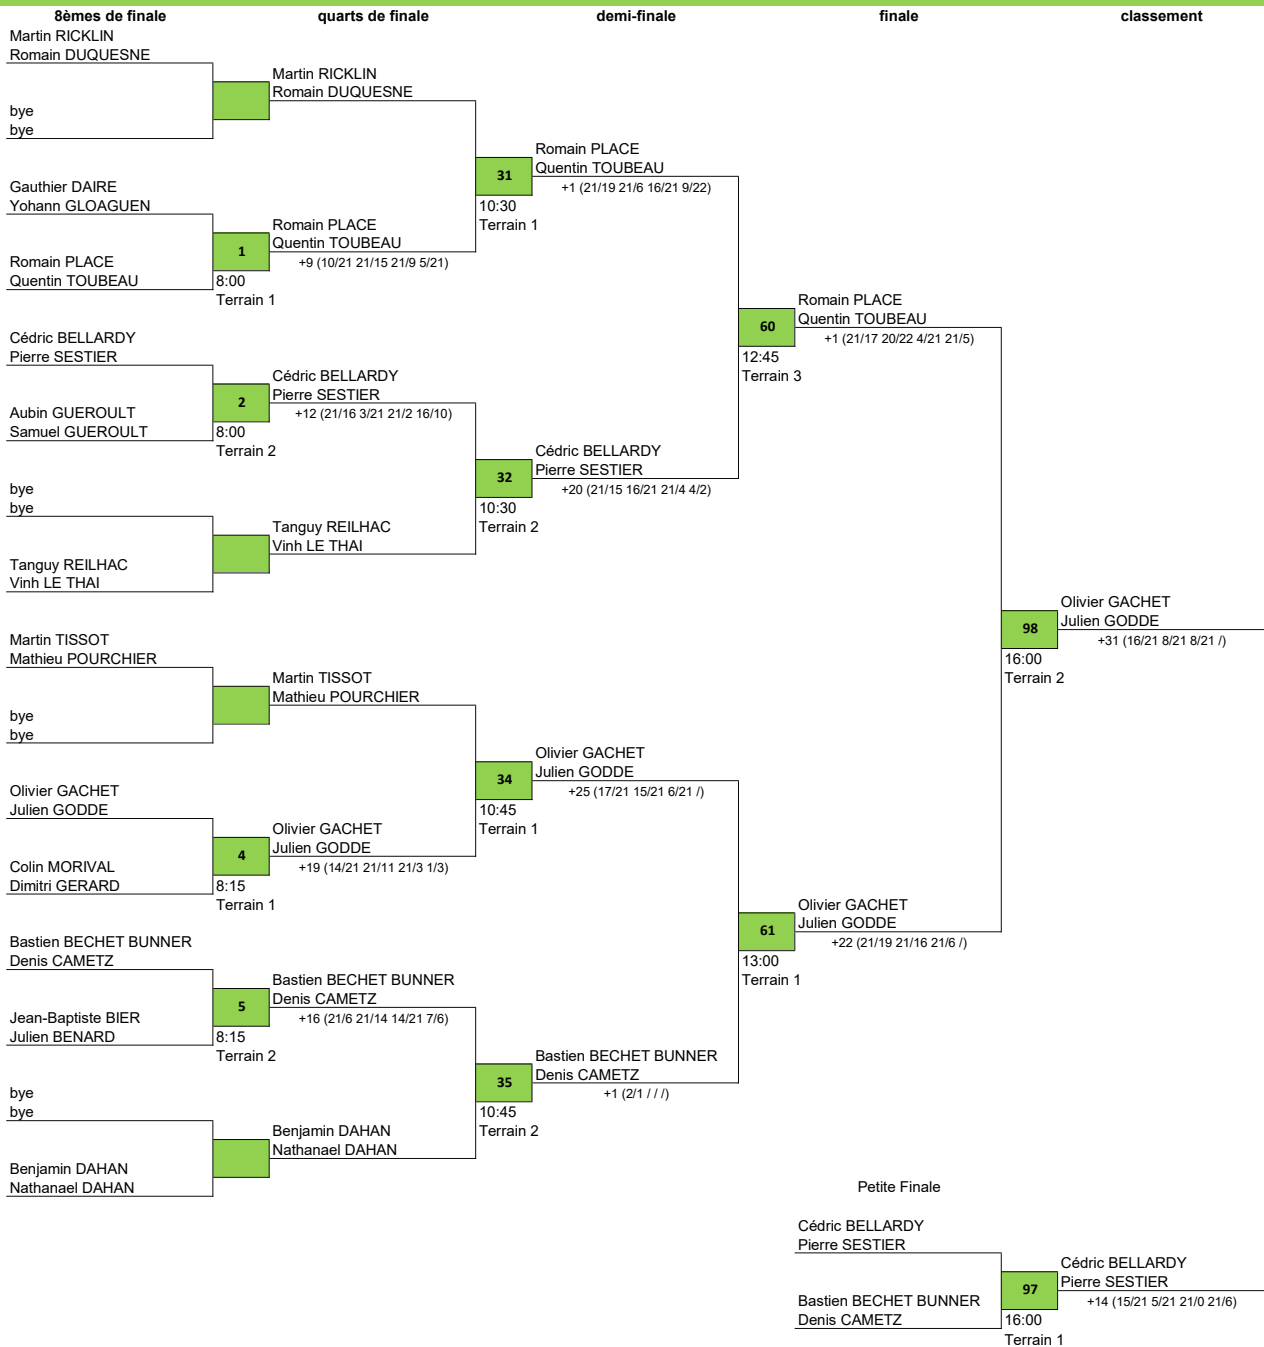 8èmes de finale
quarts de finale
demi-finale
finale
classement
Martin RICKLIN
Romain DUQUESNE
Martin RICKLIN
Romain DUQUESNE
bye
bye
Romain PLACE
Quentin TOUBEAU
31
+1 (21/19 21/6 16/21 9/22)
10:30
Terrain 1
Gauthier DAIRE
Yohann GLOAGUEN
Romain PLACE
Quentin TOUBEAU
1
+9 (10/21 21/15 21/9 5/21)
Romain PLACE
Quentin TOUBEAU
8:00
Terrain 1
Romain PLACE
Quentin TOUBEAU
60
+1 (21/17 20/22 4/21 21/5)
12:45
Terrain 3
Cédric BELLARDY
Pierre SESTIER
Cédric BELLARDY
Pierre SESTIER
2
+12 (21/16 3/21 21/2 16/10)
Aubin GUEROULT
Samuel GUEROULT
8:00
Terrain 2
Cédric BELLARDY
Pierre SESTIER
32
+20 (21/15 16/21 21/4 4/2)
10:30
Terrain 2
bye
bye
Tanguy REILHAC
Vinh LE THAI
Tanguy REILHAC
Vinh LE THAI
Olivier GACHET
Julien GODDE
98
+31 (16/21 8/21 8/21 /)
16:00
Terrain 2
Martin TISSOT
Mathieu POURCHIER
Martin TISSOT
Mathieu POURCHIER
bye
bye
Olivier GACHET
Julien GODDE
34
+25 (17/21 15/21 6/21 /)
10:45
Terrain 1
Olivier GACHET
Julien GODDE
Olivier GACHET
Julien GODDE
4
+19 (14/21 21/11 21/3 1/3)
Colin MORIVAL
Dimitri GERARD
8:15
Terrain 1
Olivier GACHET
Julien GODDE
61
+22 (21/19 21/16 21/6 /)
13:00
Terrain 1
Bastien BECHET BUNNER
Denis CAMETZ
Bastien BECHET BUNNER
Denis CAMETZ
5
+16 (21/6 21/14 14/21 7/6)
Jean-Baptiste BIER
Julien BENARD
8:15
Terrain 2
Bastien BECHET BUNNER
Denis CAMETZ
35
+1 (2/1 / / /)
10:45
Terrain 2
bye
bye
Benjamin DAHAN
Nathanael DAHAN
Benjamin DAHAN
Nathanael DAHAN
Petite Finale
Cédric BELLARDY
Pierre SESTIER
Cédric BELLARDY
Pierre SESTIER
97
+14 (15/21 5/21 21/0 21/6)
Bastien BECHET BUNNER
Denis CAMETZ
16:00
Terrain 1